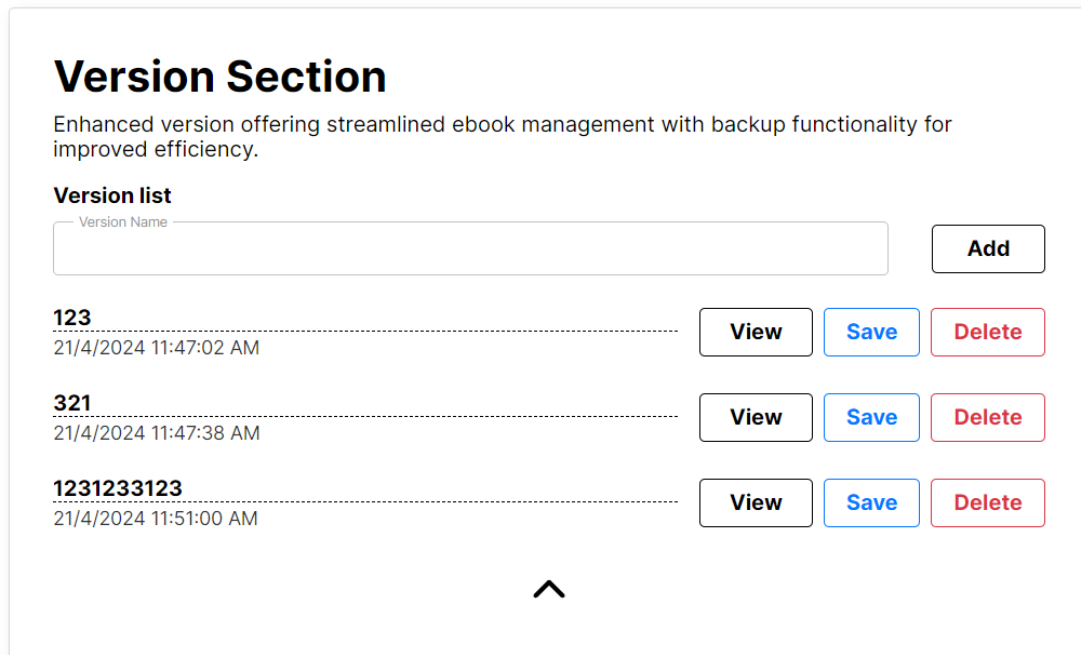 Version Section
Enhanced version offering streamlined ebook management with backup functionality for
improved efficiency.
Version list
Version Name
Add
123
21/4/2024 11:47:02 AM
View Save Delete
321
21/4/2024 11:47:38 AM
View Save Delete
1231233123
21/4/2024 11:51:00 AM
View Save Delete